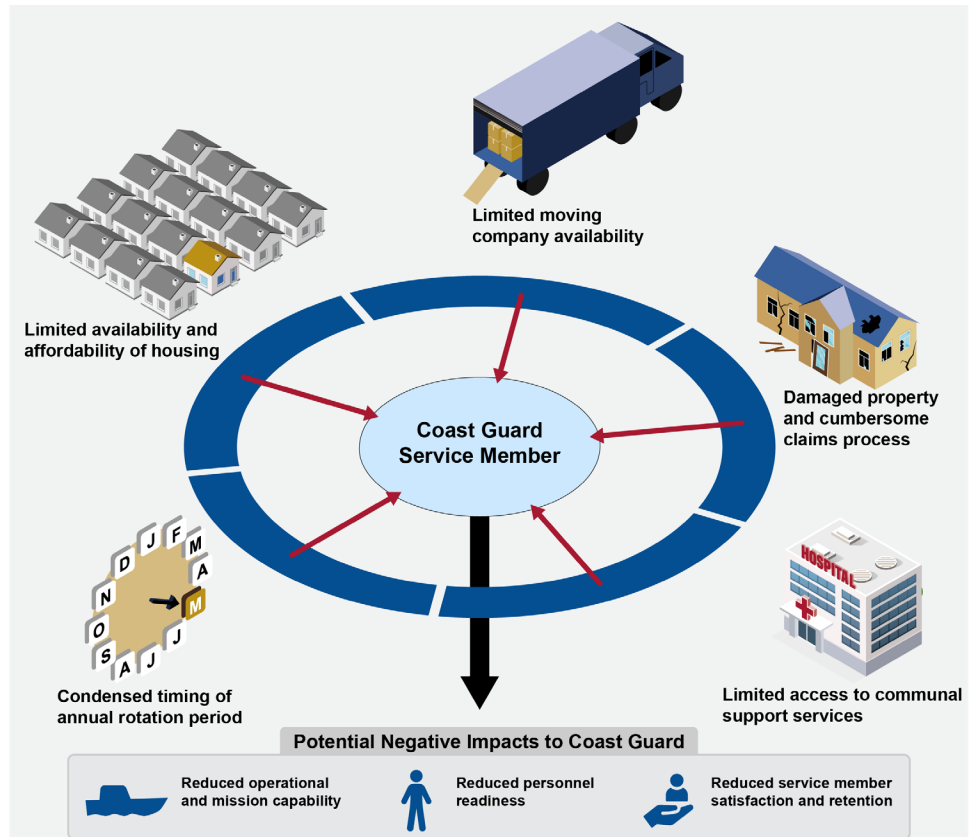 Limited moving
company availability
Limited availability and
affordability of housing
Damaged property
and cumbersome
claims process
Coast Guard
Service Member
HOSPITAL
Limited access to communal
support services
J
F
M
A
M
J
J
A
S
O
N
D
Condensed timing of
annual rotation period
Potential Negative Impacts to Coast Guard
Reduced operational
and mission capability
Reduced personnel
readiness
Reduced service member
satisfaction and retention